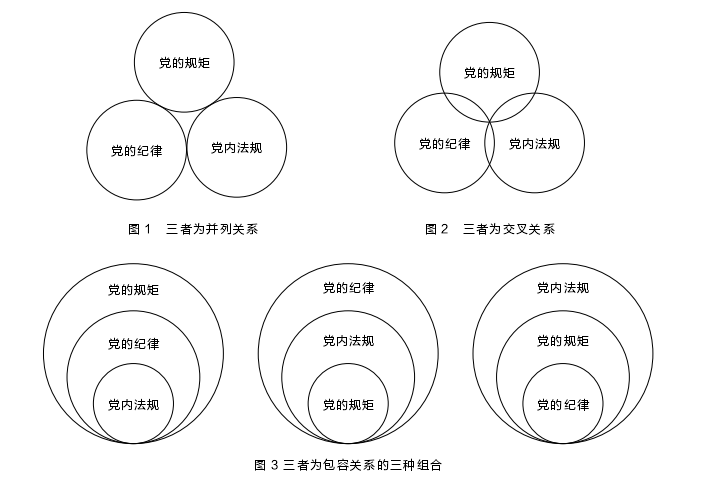 党的规矩
党的纪律
党内法规
图 1 三者为并列关系
党的规矩
党的纪律
党内法规
图 2 三者为交叉关系
党的规矩
党的纪律
党内法规
党的纪律
党内法规
党的规矩
党内法规
党的规矩
党的纪律
图 3 三者为包容关系的三种组合